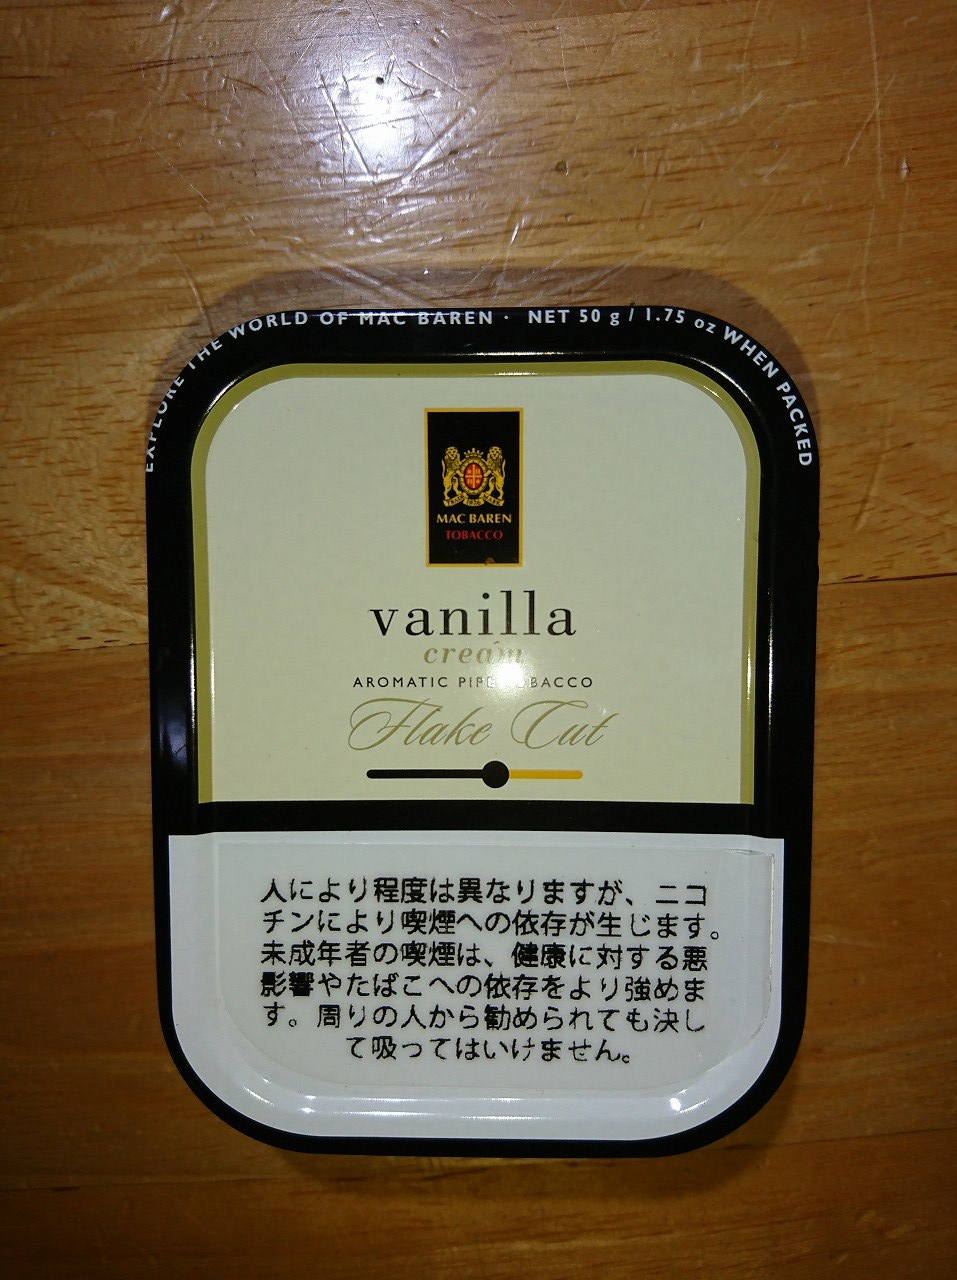 EXPLORE THE WORLD OF MAC BAREN · NET 50 g / 1.75 oz WHEN PACKED
MAC BAREN
TOBACCO
vanilla
cream
AROMATIC PIPE TOBACCO
Flake Cut
人により程度は異なりますが、ニコ
チンにより喫煙への依存が生じます。
未成年者の喫煙は、健康に対する悪
影響やたばこへの依存をより強めま
す。周りの人から勧められても決し
て吸ってはいけません。